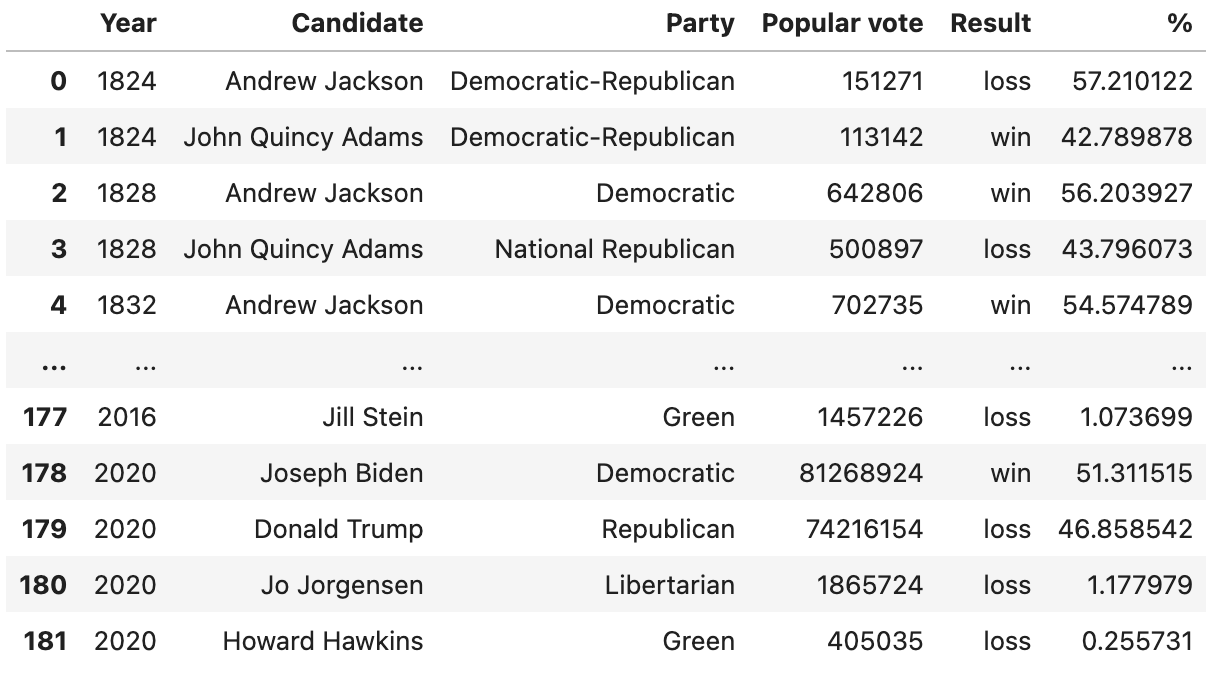 Year Candidate Party Popular vote Result %
0 1824 Andrew Jackson Democratic-Republican 151271 loss 57.210122
1 1824 John Quincy Adams Democratic-Republican 113142 win 42.789878
2 1828 Andrew Jackson Democratic 642806 win 56.203927
3 1828 John Quincy Adams National Republican 500897 loss 43.796073
4 1832 Andrew Jackson Democratic 702735 win 54.574789
... ... ... ... ... ... ...
177 2016 Jill Stein Green 1457226 loss 1.073699
178 2020 Joseph Biden Democratic 81268924 win 51.311515
179 2020 Donald Trump Republican 74216154 loss 46.858542
180 2020 Jo Jorgensen Libertarian 1865724 loss 1.177979
181 2020 Howard Hawkins Green 405035 loss 0.255731